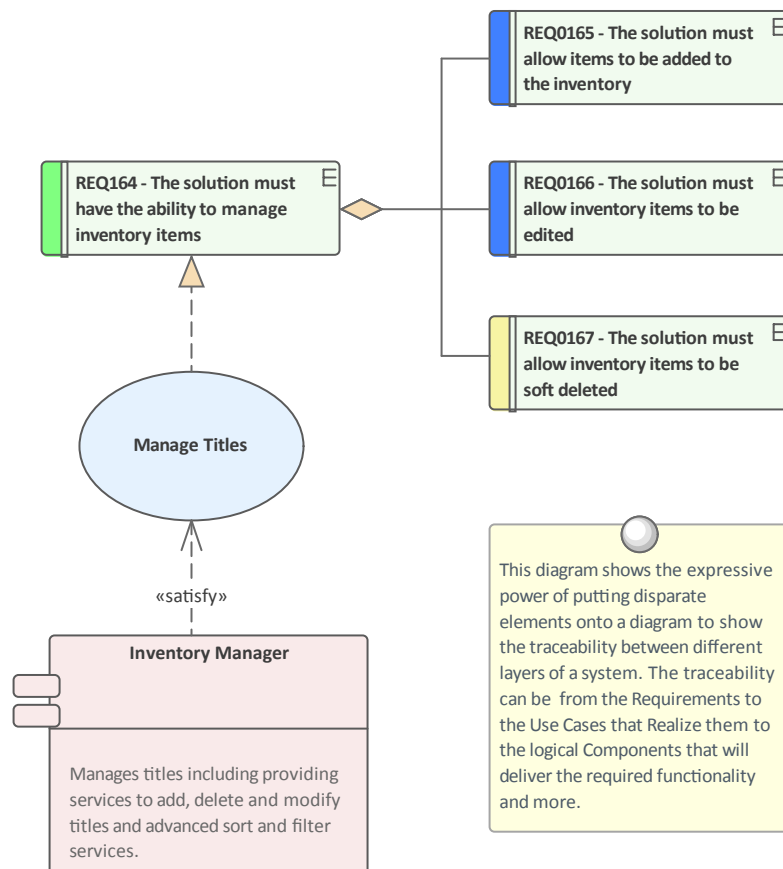 REQ0165 - The solution must
allow items to be added to
the inventory
REQ164 - The solution must
have the ability to manage
inventory items
REQ0166 - The solution must
allow inventory items to be
edited
REQ0167 - The solution must
allow inventory items to be
soft deleted
Manage Titles
«satisfy»
Inventory Manager
Manages titles including providing
services to add, delete and modify
titles and advanced sort and filter
services.
This diagram shows the expressive
power of putting disparate
elements onto a diagram to show
the traceability between different
layers of a system. The traceability
can be  from the Requirements to
the Use Cases that Realize them to
the logical Components that will
deliver the required functionality
and more.